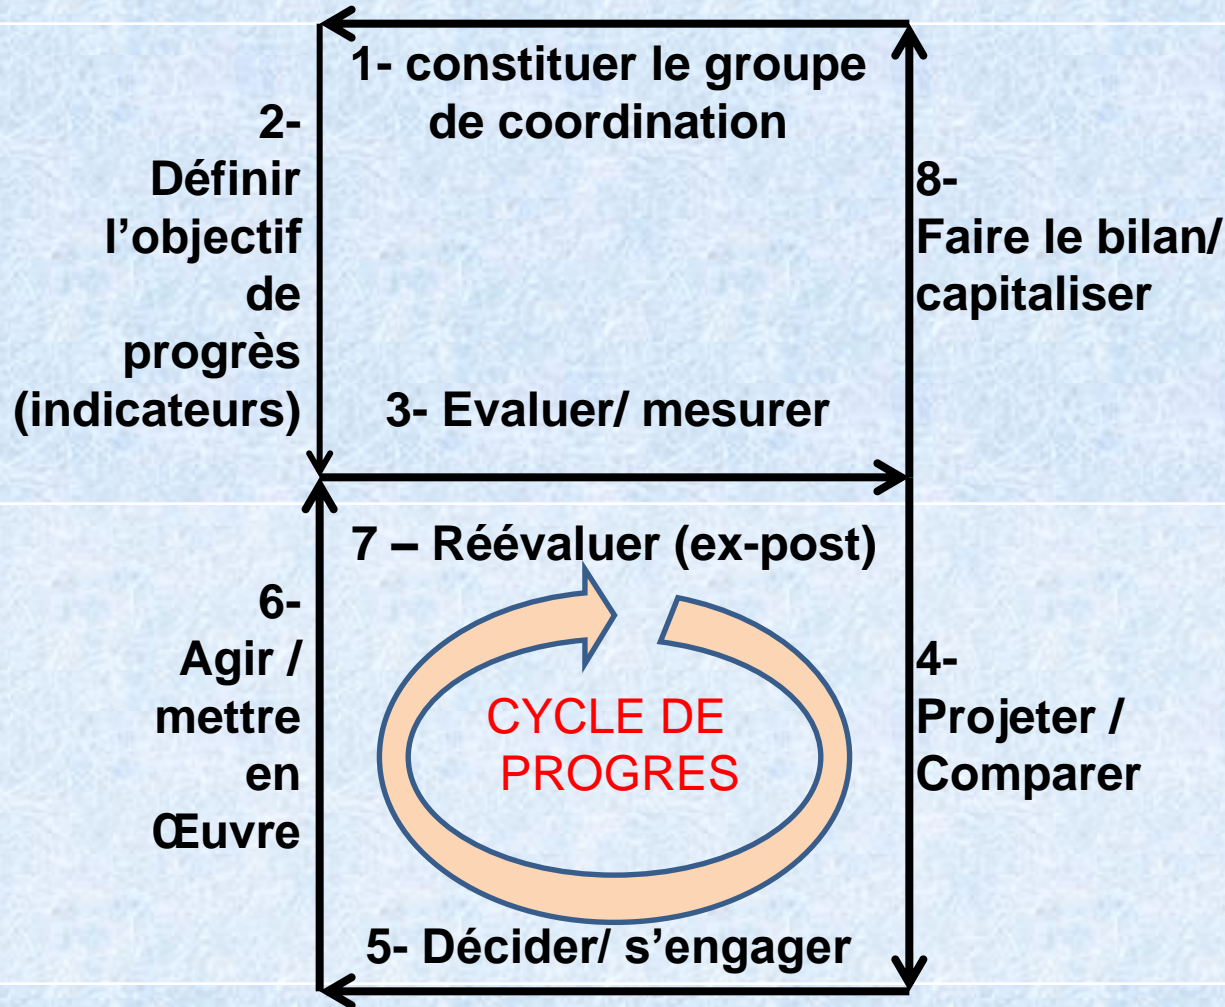 1- constituer le groupe
de coordination
2-
Définir
l’objectif
de
progrès
(indicateurs)
3- Evaluer/ mesurer
8-
Faire le bilan/
capitaliser
7 – Réévaluer (ex-post)
6-
Agir /
mettre
en
Œuvre
CYCLE DE
PROGRES
4-
Projeter /
Comparer
5- Décider/ s’engager